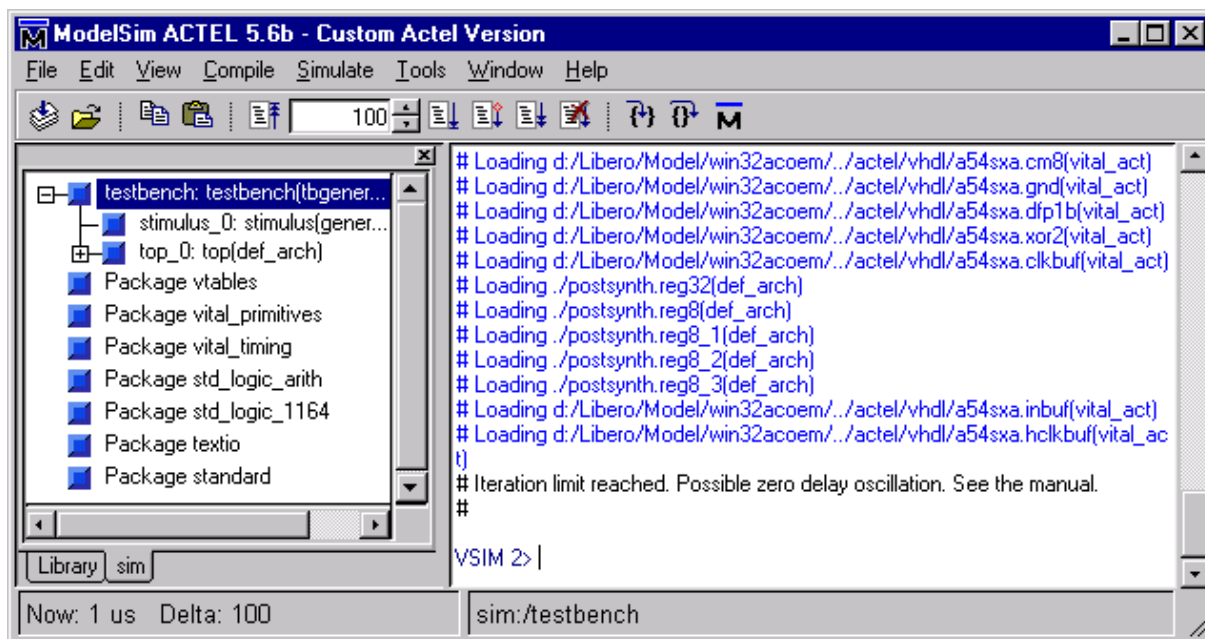 ModelSim ACTEL 5.6b - Custom Actel Version
File Edit View Compile Simulate Tools Window Help
100
testbench: testbench(tbgener...
stimulus_0: stimulus(gener...
top_0: top(def_arch)
Package vtables
Package vital_primitives
Package vital_timing
Package std_logic_arith
Package std_logic_1164
Package textio
Package standard
Library sim
# Loading d:/Libero/Model/win32acoem/../actel/vhdl/a54sxa.cm8(vital_act)
# Loading d:/Libero/Model/win32acoem/../actel/vhdl/a54sxa.gnd(vital_act)
# Loading d:/Libero/Model/win32acoem/../actel/vhdl/a54sxa.dfp1b(vital_act)
# Loading d:/Libero/Model/win32acoem/../actel/vhdl/a54sxa.xor2(vital_act)
# Loading d:/Libero/Model/win32acoem/../actel/vhdl/a54sxa.clkbuf(vital_act)
# Loading ./postsynth.reg32(def_arch)
# Loading ./postsynth.reg8(def_arch)
# Loading ./postsynth.reg8_1(def_arch)
# Loading ./postsynth.reg8_2(def_arch)
# Loading ./postsynth.reg8_3(def_arch)
# Loading d:/Libero/Model/win32acoem/../actel/vhdl/a54sxa.inbuf(vital_act)
# Loading d:/Libero/Model/win32acoem/../actel/vhdl/a54sxa.hclkbuf(vital_ac
t)
# Iteration limit reached. Possible zero delay oscillation. See the manual.
#
VSIM 2>
Now: 1 us Delta: 100
sim:/testbench